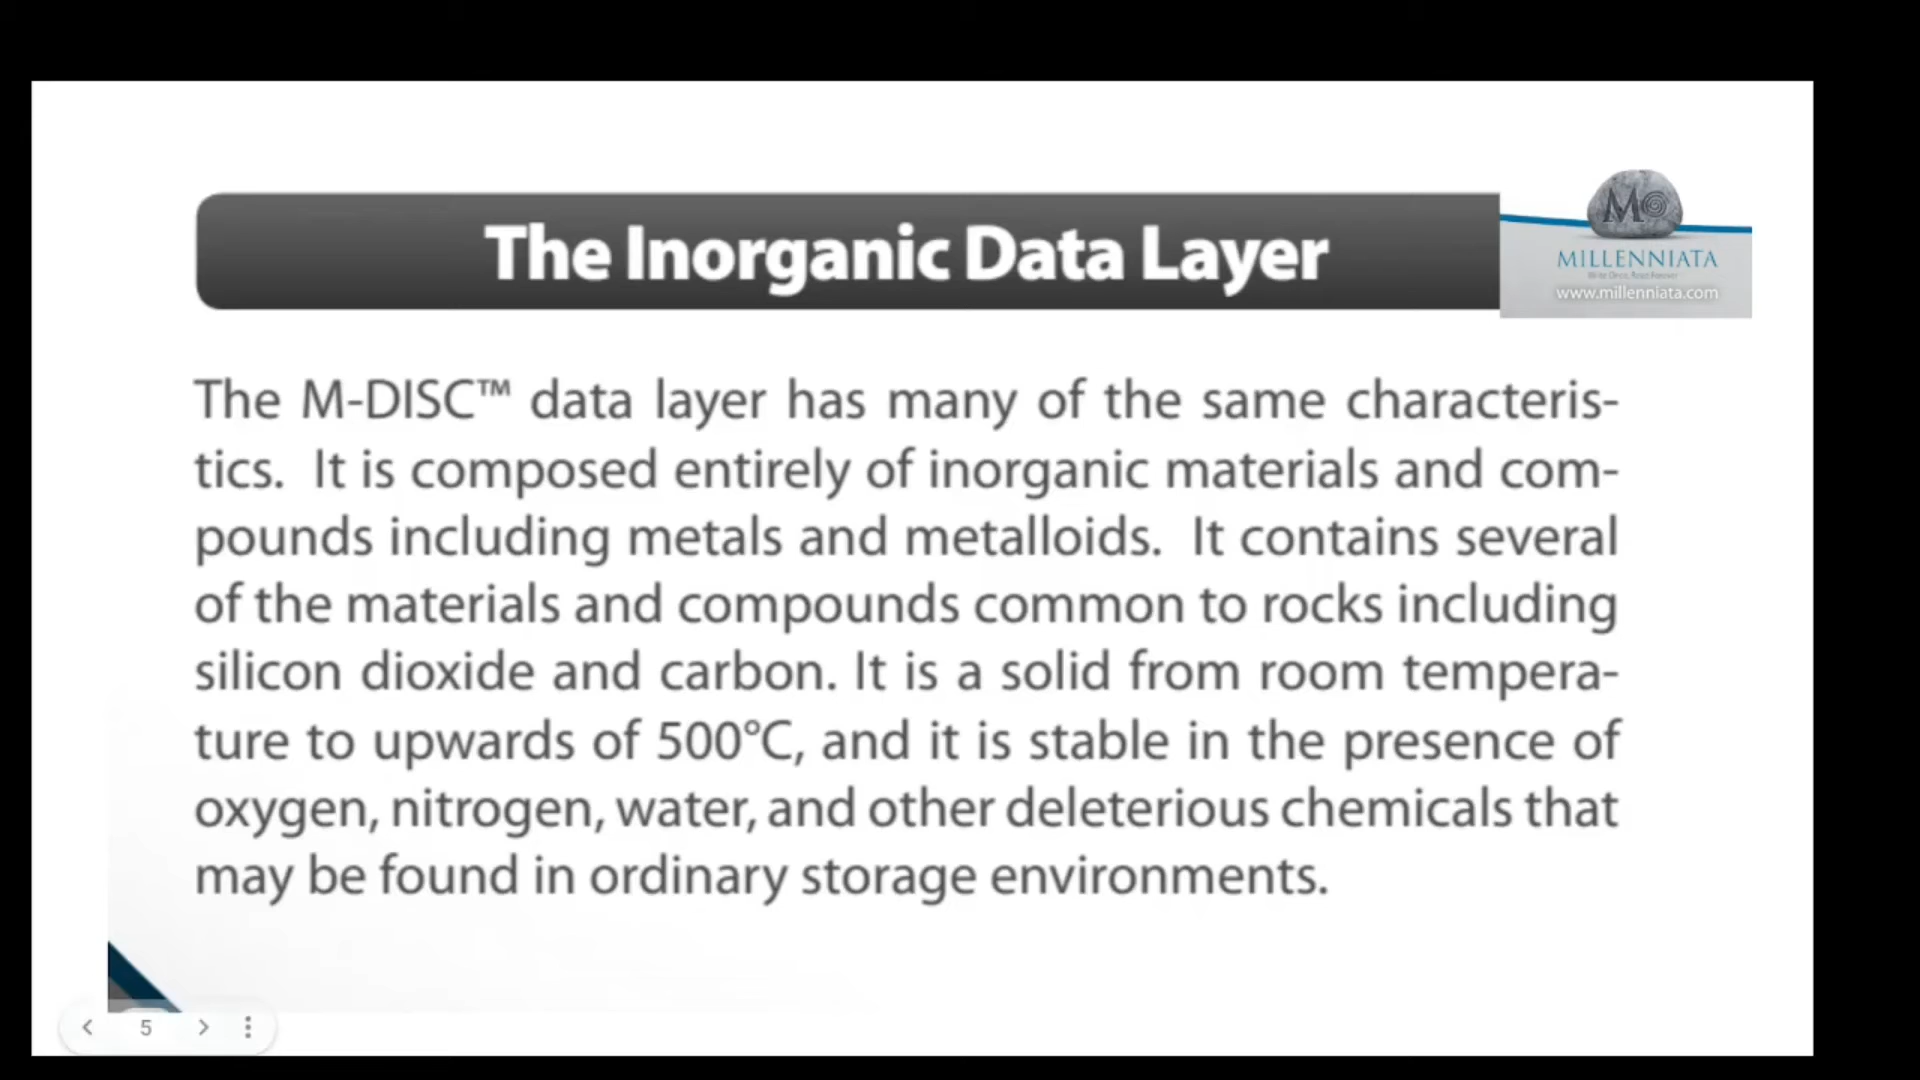 The Inorganic Data Layer
M
MILLENNIATA
Write Once, Read Forever
www.millenniata.com
The M-DISC™ data layer has many of the same characteris-
tics. It is composed entirely of inorganic materials and com-
pounds including metals and metalloids. It contains several
of the materials and compounds common to rocks including
silicon dioxide and carbon. It is a solid from room tempera-
ture to upwards of 500°C, and it is stable in the presence of
oxygen, nitrogen, water, and other deleterious chemicals that
may be found in ordinary storage environments.
5